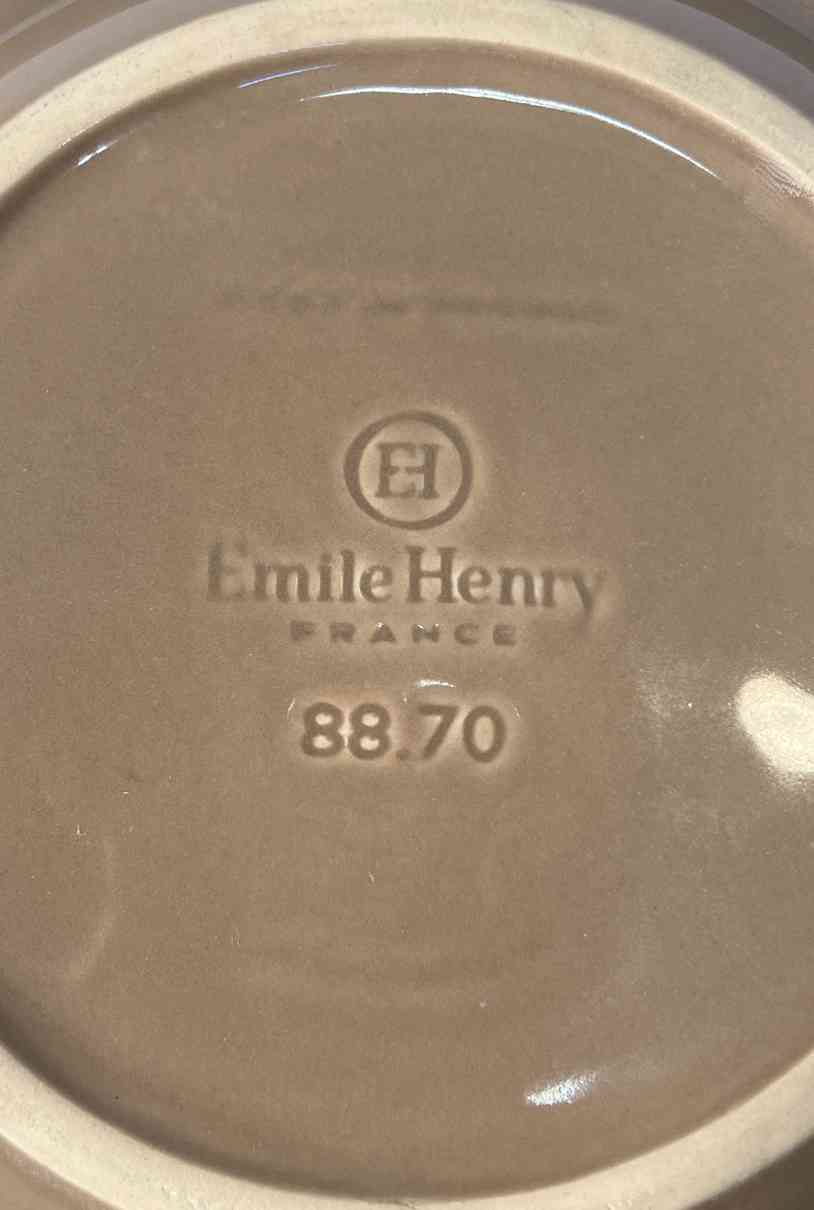 EH
Emile Henry
FRANCE
88.70